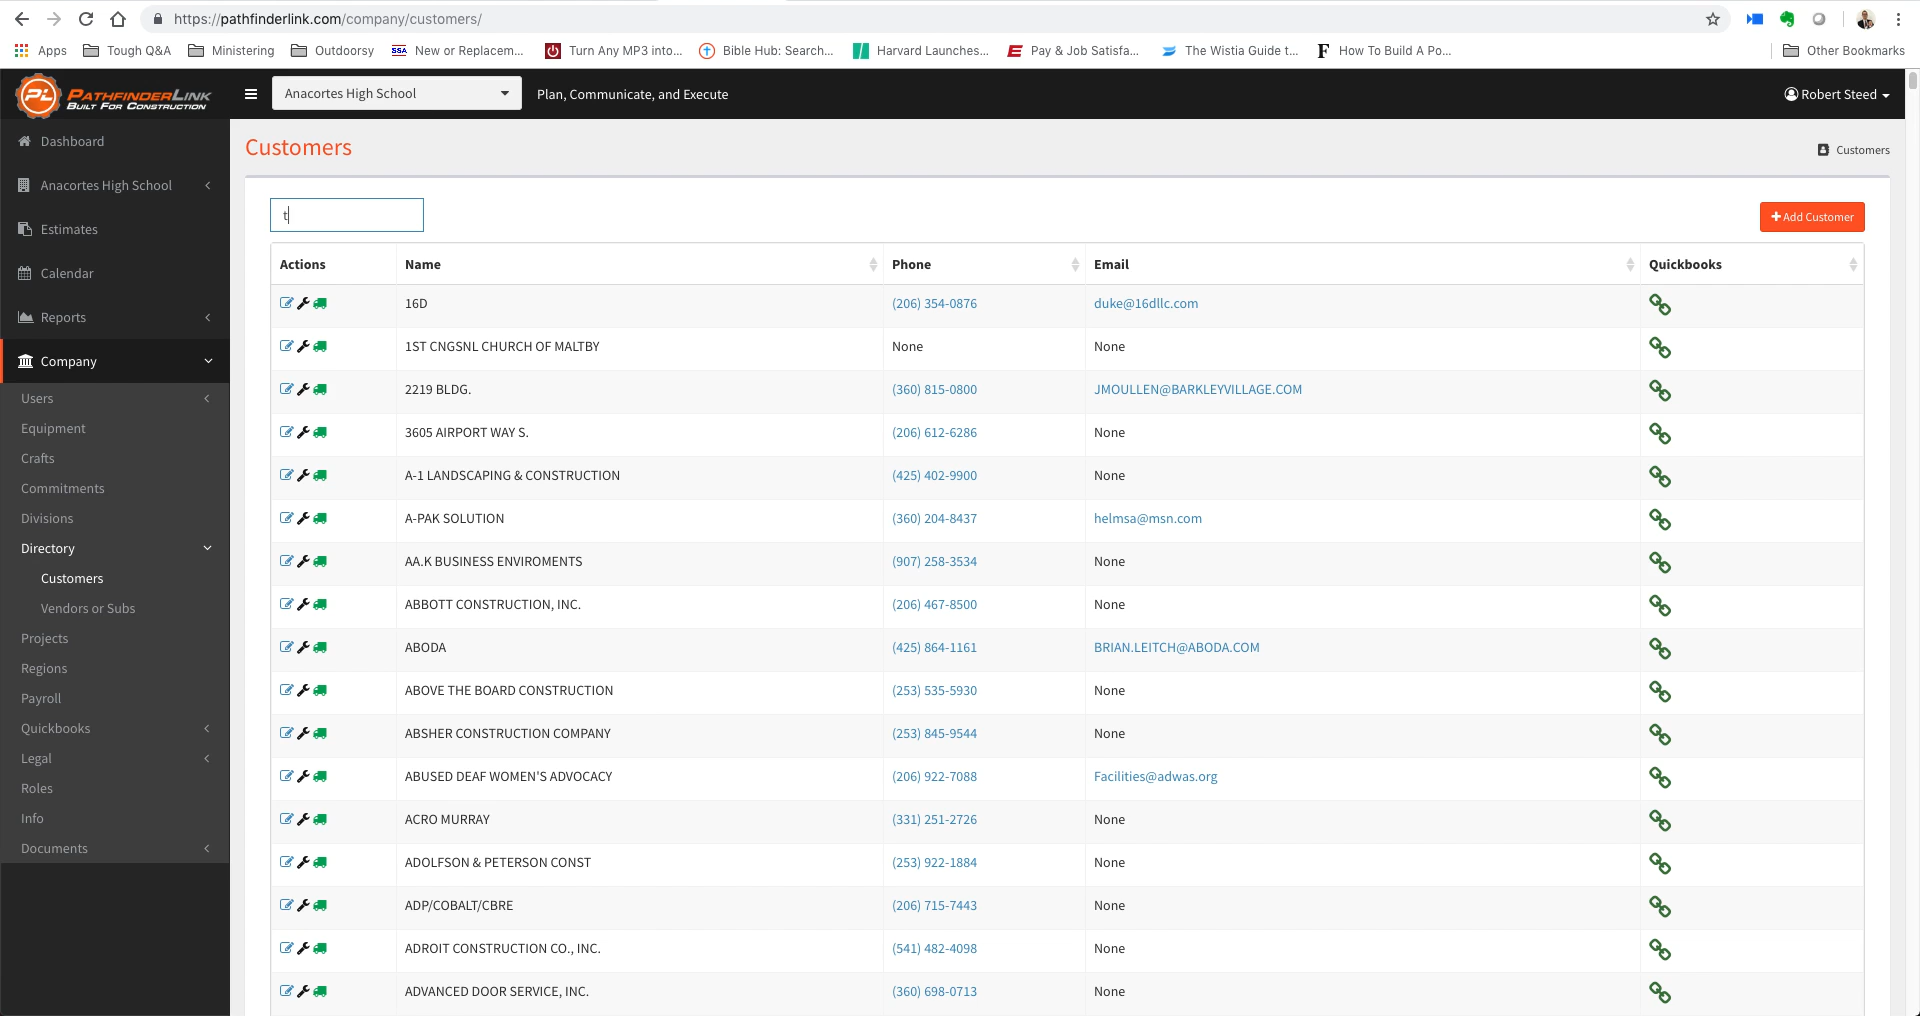 https://pathfinderlink.com/company/customers/
Apps Tough Q&A Ministering Outdoorsy SSA New or Replacem... Turn Any MP3 into... Bible Hub: Search... Harvard Launches... Pay & Job Satisfa... The Wistia Guide t... How To Build A Po... Other Bookmarks
PL PATHFINDERLINK
BUILT FOR CONSTRUCTION
Anacortes High School
Plan, Communicate, and Execute
Robert Steed
Dashboard
Anacortes High School
Estimates
Calendar
Reports
Company
Users
Equipment
Crafts
Commitments
Divisions
Directory
Customers
Vendors or Subs
Projects
Regions
Payroll
Quickbooks
Legal
Roles
Info
Documents
Customers
Customers
t
Add Customer
Actions Name Phone Email Quickbooks
16D (206) 354-0876 duke@16dllc.com
1ST CNGSNL CHURCH OF MALTBY None None
2219 BLDG. (360) 815-0800 JMOULLEN@BARKLEYVILLAGE.COM
3605 AIRPORT WAY S. (206) 612-6286 None
A-1 LANDSCAPING & CONSTRUCTION (425) 402-9900 None
A-PAK SOLUTION (360) 204-8437 helmsa@msn.com
AA.K BUSINESS ENVIROMENTS (907) 258-3534 None
ABBOTT CONSTRUCTION, INC. (206) 467-8500 None
ABODA (425) 864-1161 BRIAN.LEITCH@ABODA.COM
ABOVE THE BOARD CONSTRUCTION (253) 535-5930 None
ABSHER CONSTRUCTION COMPANY (253) 845-9544 None
ABUSED DEAF WOMEN'S ADVOCACY (206) 922-7088 Facilities@adwas.org
ACRO MURRAY (331) 251-2726 None
ADOLFSON & PETERSON CONST (253) 922-1884 None
ADP/COBALT/CBRE (206) 715-7443 None
ADROIT CONSTRUCTION CO., INC. (541) 482-4098 None
ADVANCED DOOR SERVICE, INC. (360) 698-0713 None